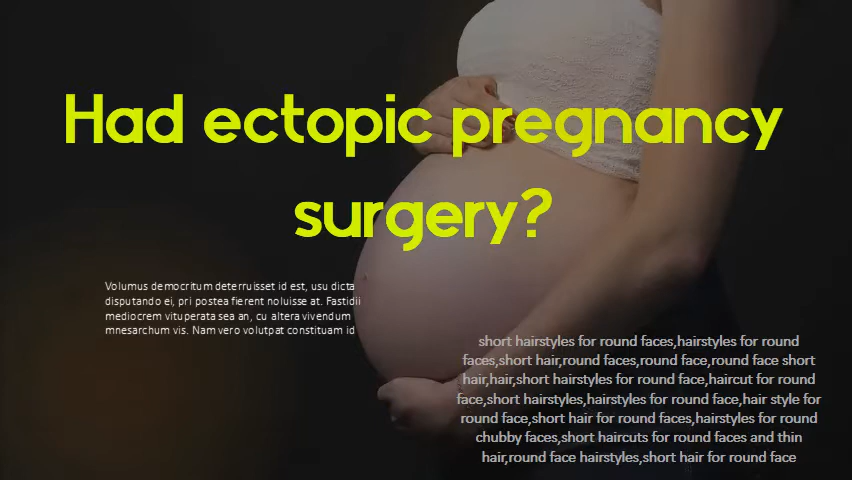 Had ectopic pregnancy
surgery?
Volumus democritum deterruisset id est, usu dicta
disputando ei, pri postea fierent noluisse at. Fastidii
mediocrem vituperata sea an, cu altera vivendum
mnesarchum vis. Nam vero volutpat constituam id
short hairstyles for round faces,hairstyles for round
faces,short hair,round faces,round face,round face short
hair,hair,short hairstyles for round face,haircut for round
face,short hairstyles,hairstyles for round face,hair style for
round face,short hair for round faces,hairstyles for round
chubby faces,short haircuts for round faces and thin
hair,round face hairstyles,short hair for round face